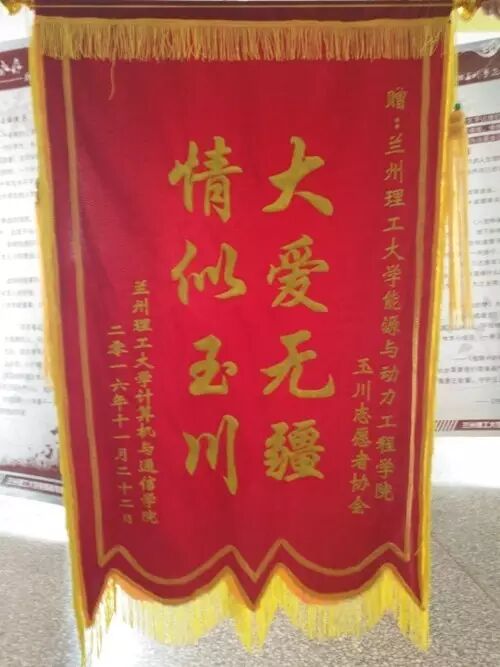 赠：兰州理工大学能源与动力工程学院
玉川志愿者协会
大爱无疆
情似玉川
兰州理工大学计算机与通信学院
二零一六年十一月二十二日